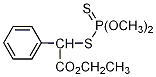 S
S
P(OCH₃)₂
CO₂CH₂CH₃